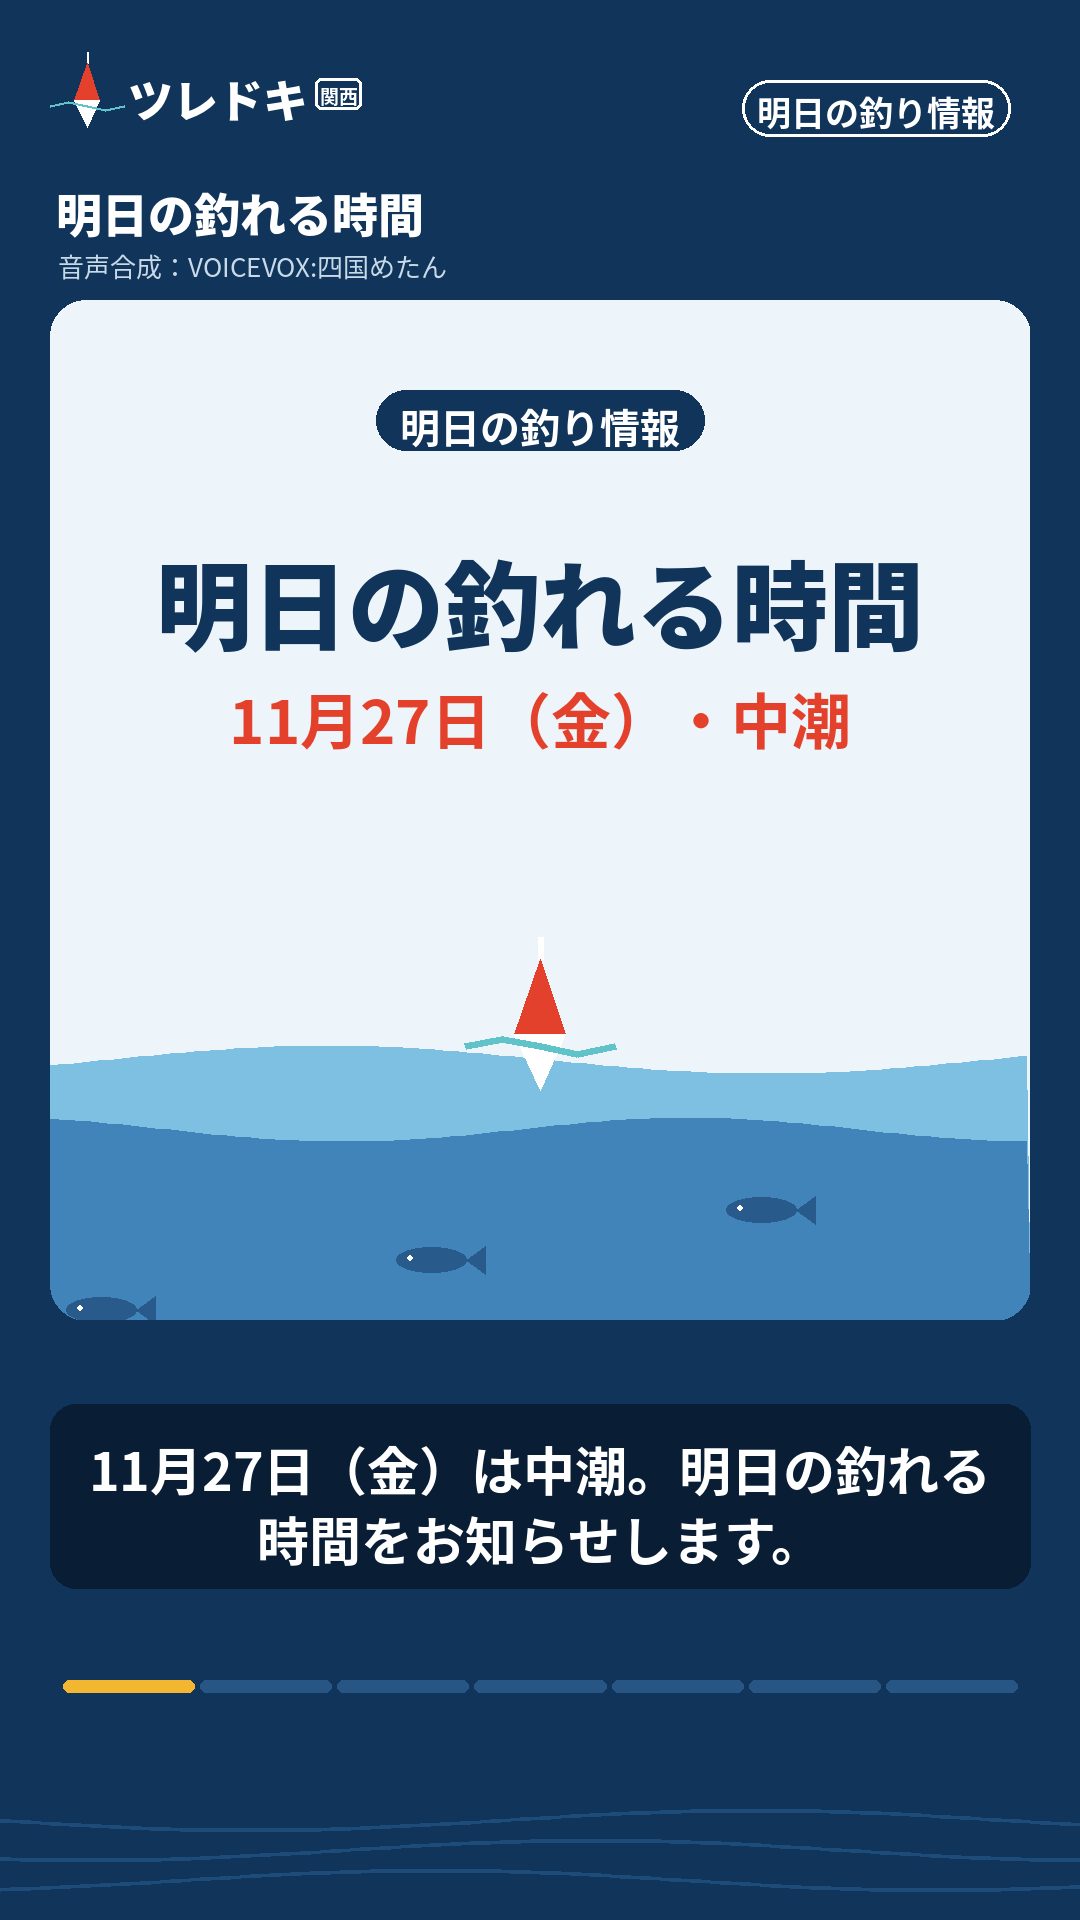 ツレドキ 関西
明日の釣り情報
明日の釣れる時間
音声合成：VOICEVOX:四国めたん
明日の釣り情報
明日の釣れる時間
11月27日（金）・中潮
11月27日（金）は中潮。明日の釣れる
時間をお知らせします。